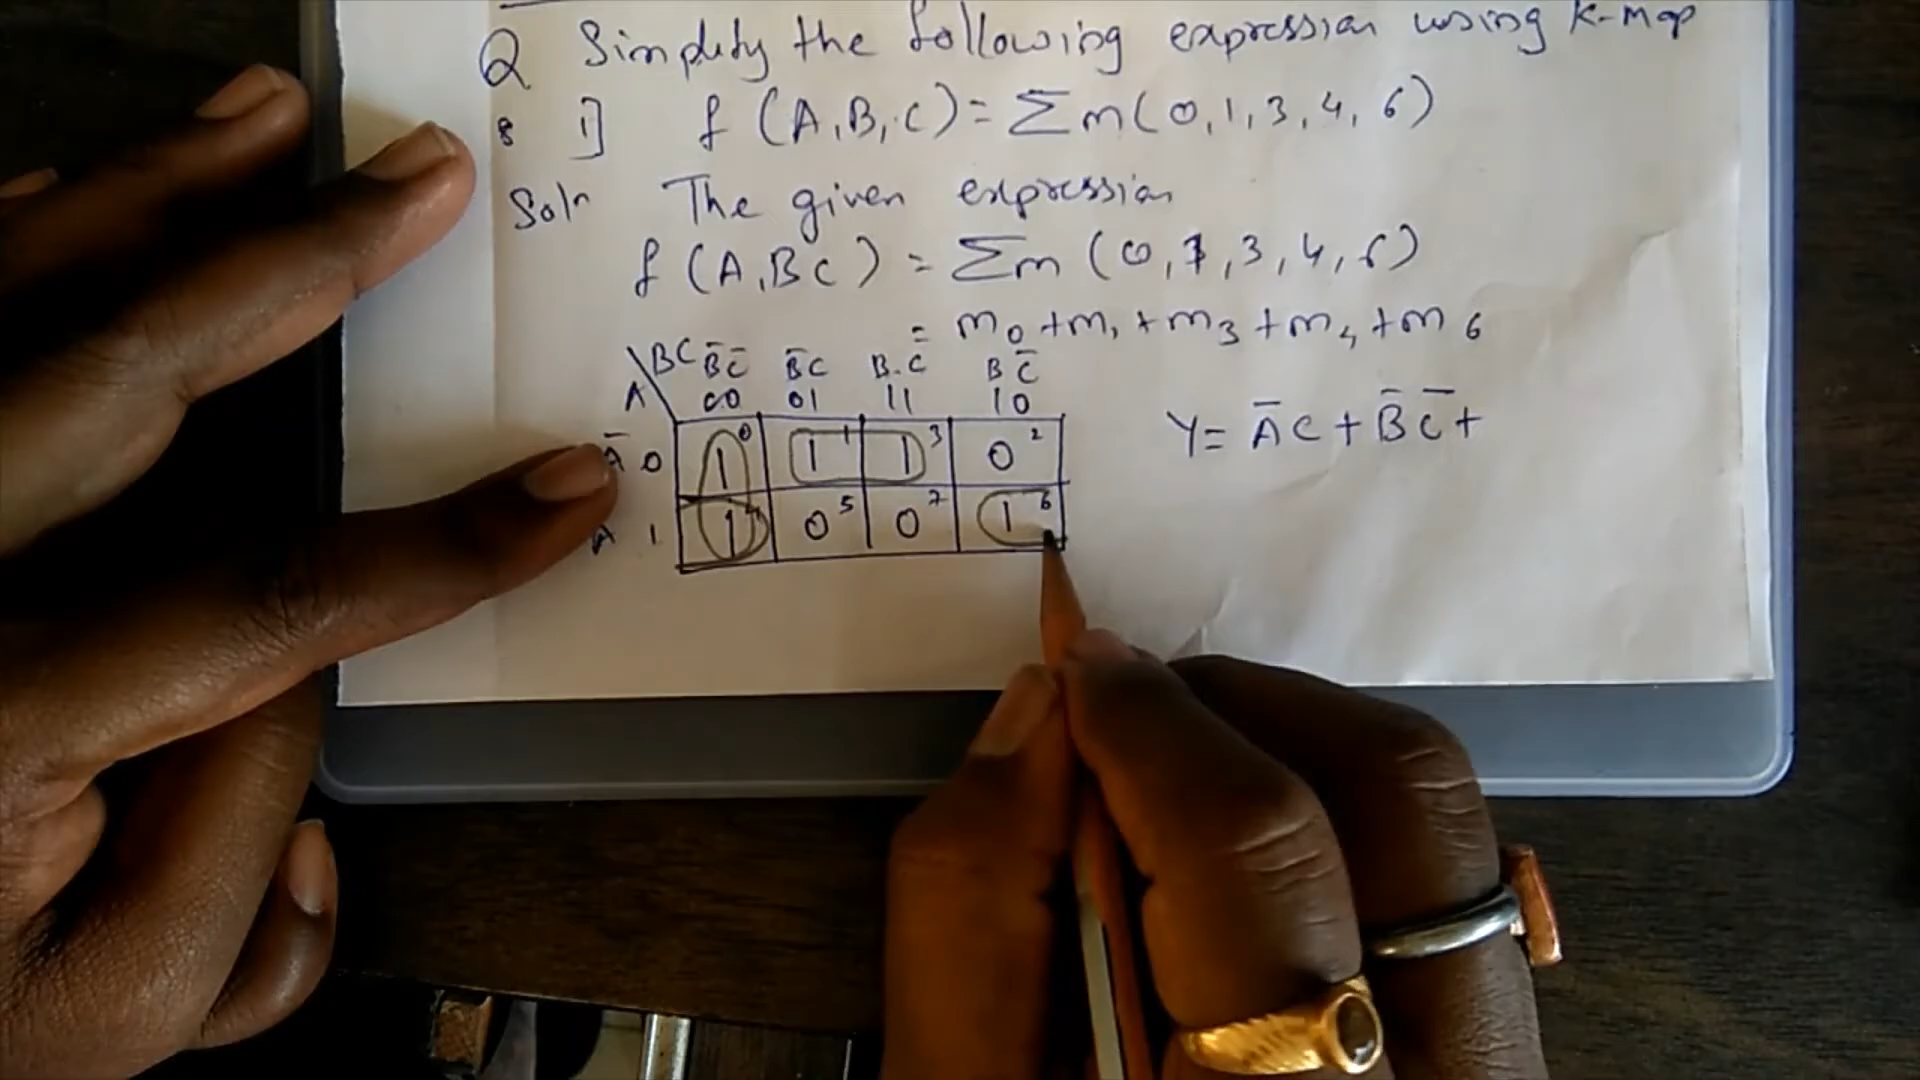 Q Simplify the following expression using K-Map
8 1] f (A,B,C) = Σm(0,1,3,4,6)
Soln The given expression
f (A,BC) = Σm (0,1,3,4,6)
= m0 + m1 + m3 + m4 + m6
BC B̅C̅ B̅C B.C BC̅
A 00 01 11 10
A̅ 0 1 0 1 1 1 3 0 2
A 1 1 4 0 5 0 7 1 6
Y = A̅C + B̅C̅ +